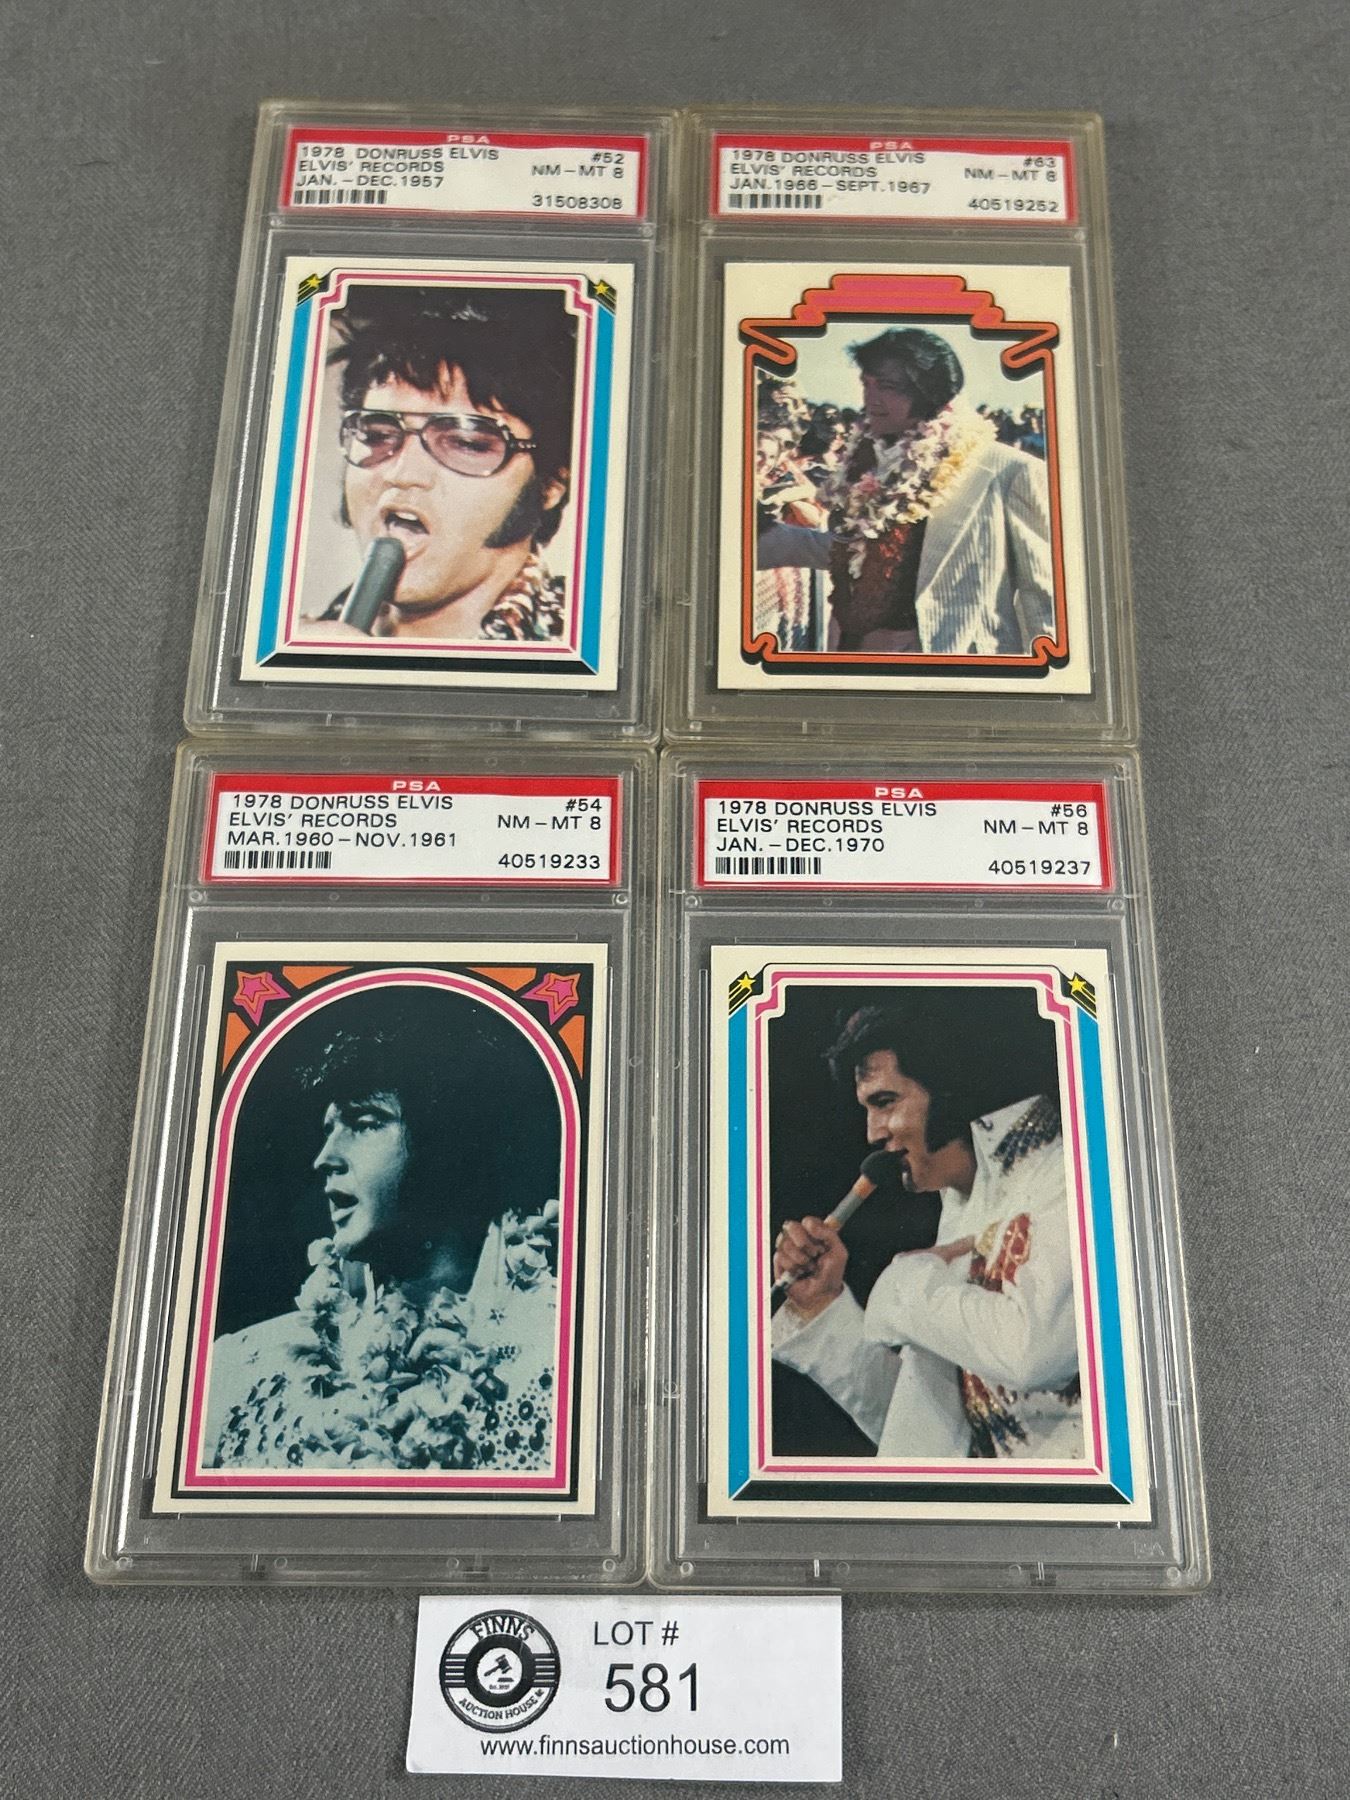 PSA
1978 DONRUSS ELVIS #52
ELVIS' RECORDS NM-MT 8
JAN.-DEC.1957
31508308
PSA
1978 DONRUSS ELVIS #63
ELVIS' RECORDS NM-MT 8
JAN.1966-SEPT.1967
40519252
PSA
1978 DONRUSS ELVIS #54
ELVIS' RECORDS NM-MT 8
MAR.1960-NOV.1961
40519233
PSA
1978 DONRUSS ELVIS #56
ELVIS' RECORDS NM-MT 8
JAN.-DEC.1970
40519237
FINNS
AUCTION HOUSE
LOT #
581
www.finnsauctionhouse.com